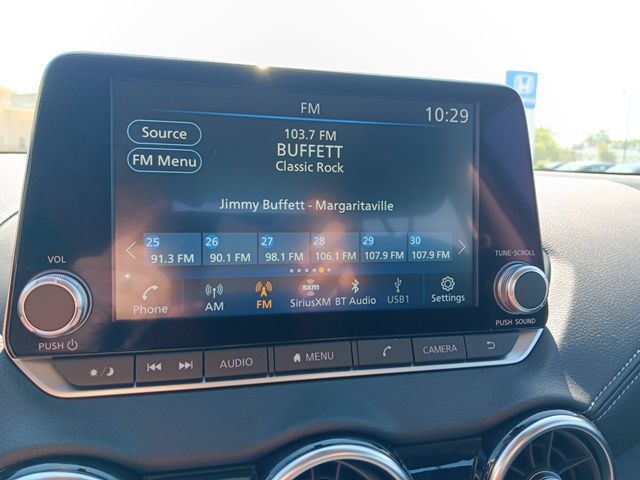 FM
10:29
Source
103.7 FM
BUFFETT
FM Menu
Classic Rock
Jimmy Buffett - Margaritaville
25 26 27 28 29 30
91.3 FM 90.1 FM 98.1 FM 106.1 FM 107.9 FM 107.9 FM
VOL
TUNE•SCROLL
sxm
Phone AM FM SiriusXM BT Audio USB1 Settings
PUSH
PUSH SOUND
AUDIO MENU CAMERA